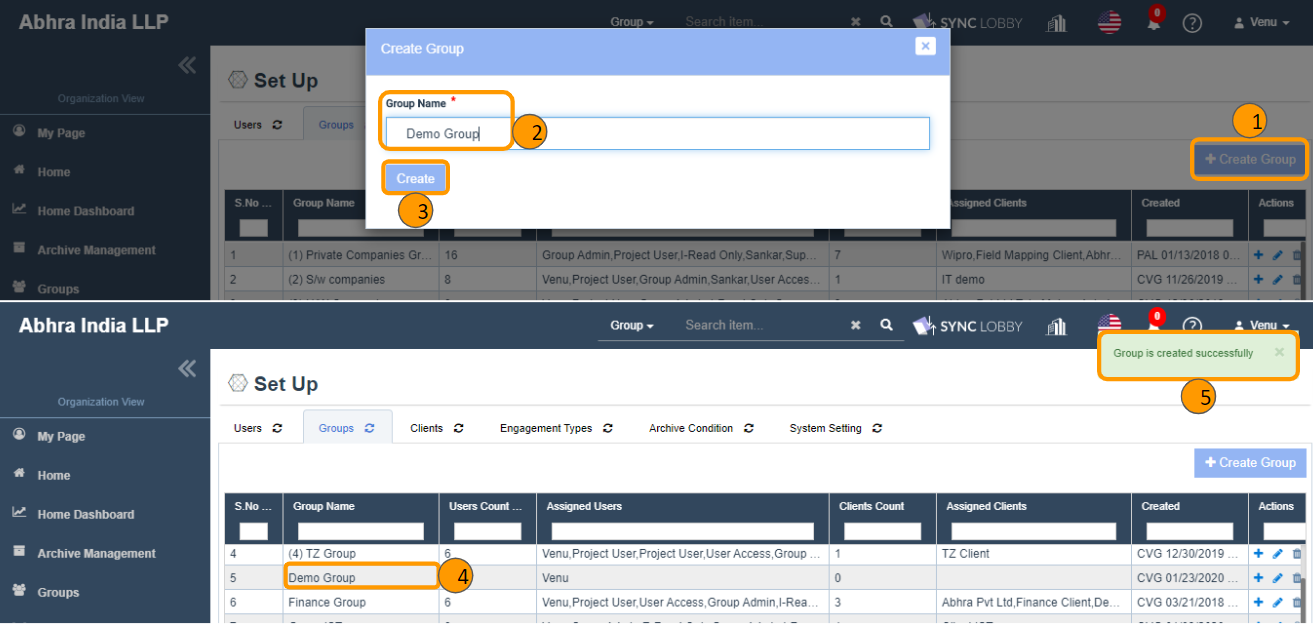 Abhra India LLP
Group
Search item...
SYNC LOBBY
0
Venu
Create Group
Organization View
Set Up
Group Name *
Demo Group
2
1
Users
Groups
+ Create Group
My Page
Create
3
Home
S.No ...
Group Name
Assigned Clients
Created
Actions
Home Dashboard
Archive Management
1
(1) Private Companies Gr...
16
Group Admin,Project User,I-Read Only,Sankar,Sup...
7
Wipro,Field Mapping Client,Abhr...
PAL 01/13/2018 0...
2
(2) S/w companies
8
Venu,Project User,Group Admin,Sankar,User Acces...
1
IT demo
CVG 11/26/2019 ...
Groups
Abhra India LLP
Group
Search item...
SYNC LOBBY
0
Venu
Group is created successfully
5
Organization View
Set Up
Users
Groups
Clients
Engagement Types
Archive Condition
System Setting
My Page
+ Create Group
Home
S.No ...
Group Name
Users Count ...
Assigned Users
Clients Count
Assigned Clients
Created
Actions
Home Dashboard
Archive Management
4
(4) TZ Group
6
Venu,Project User,Project User,User Access,Group ...
1
TZ Client
CVG 12/30/2019 ...
5
Demo Group
4
Venu
0
CVG 01/23/2020 ...
Groups
6
Finance Group
6
Venu,Project User,User Access,Group Admin,I-Rea...
3
Abhra Pvt Ltd,Finance Client,De...
CVG 03/21/2018 ...